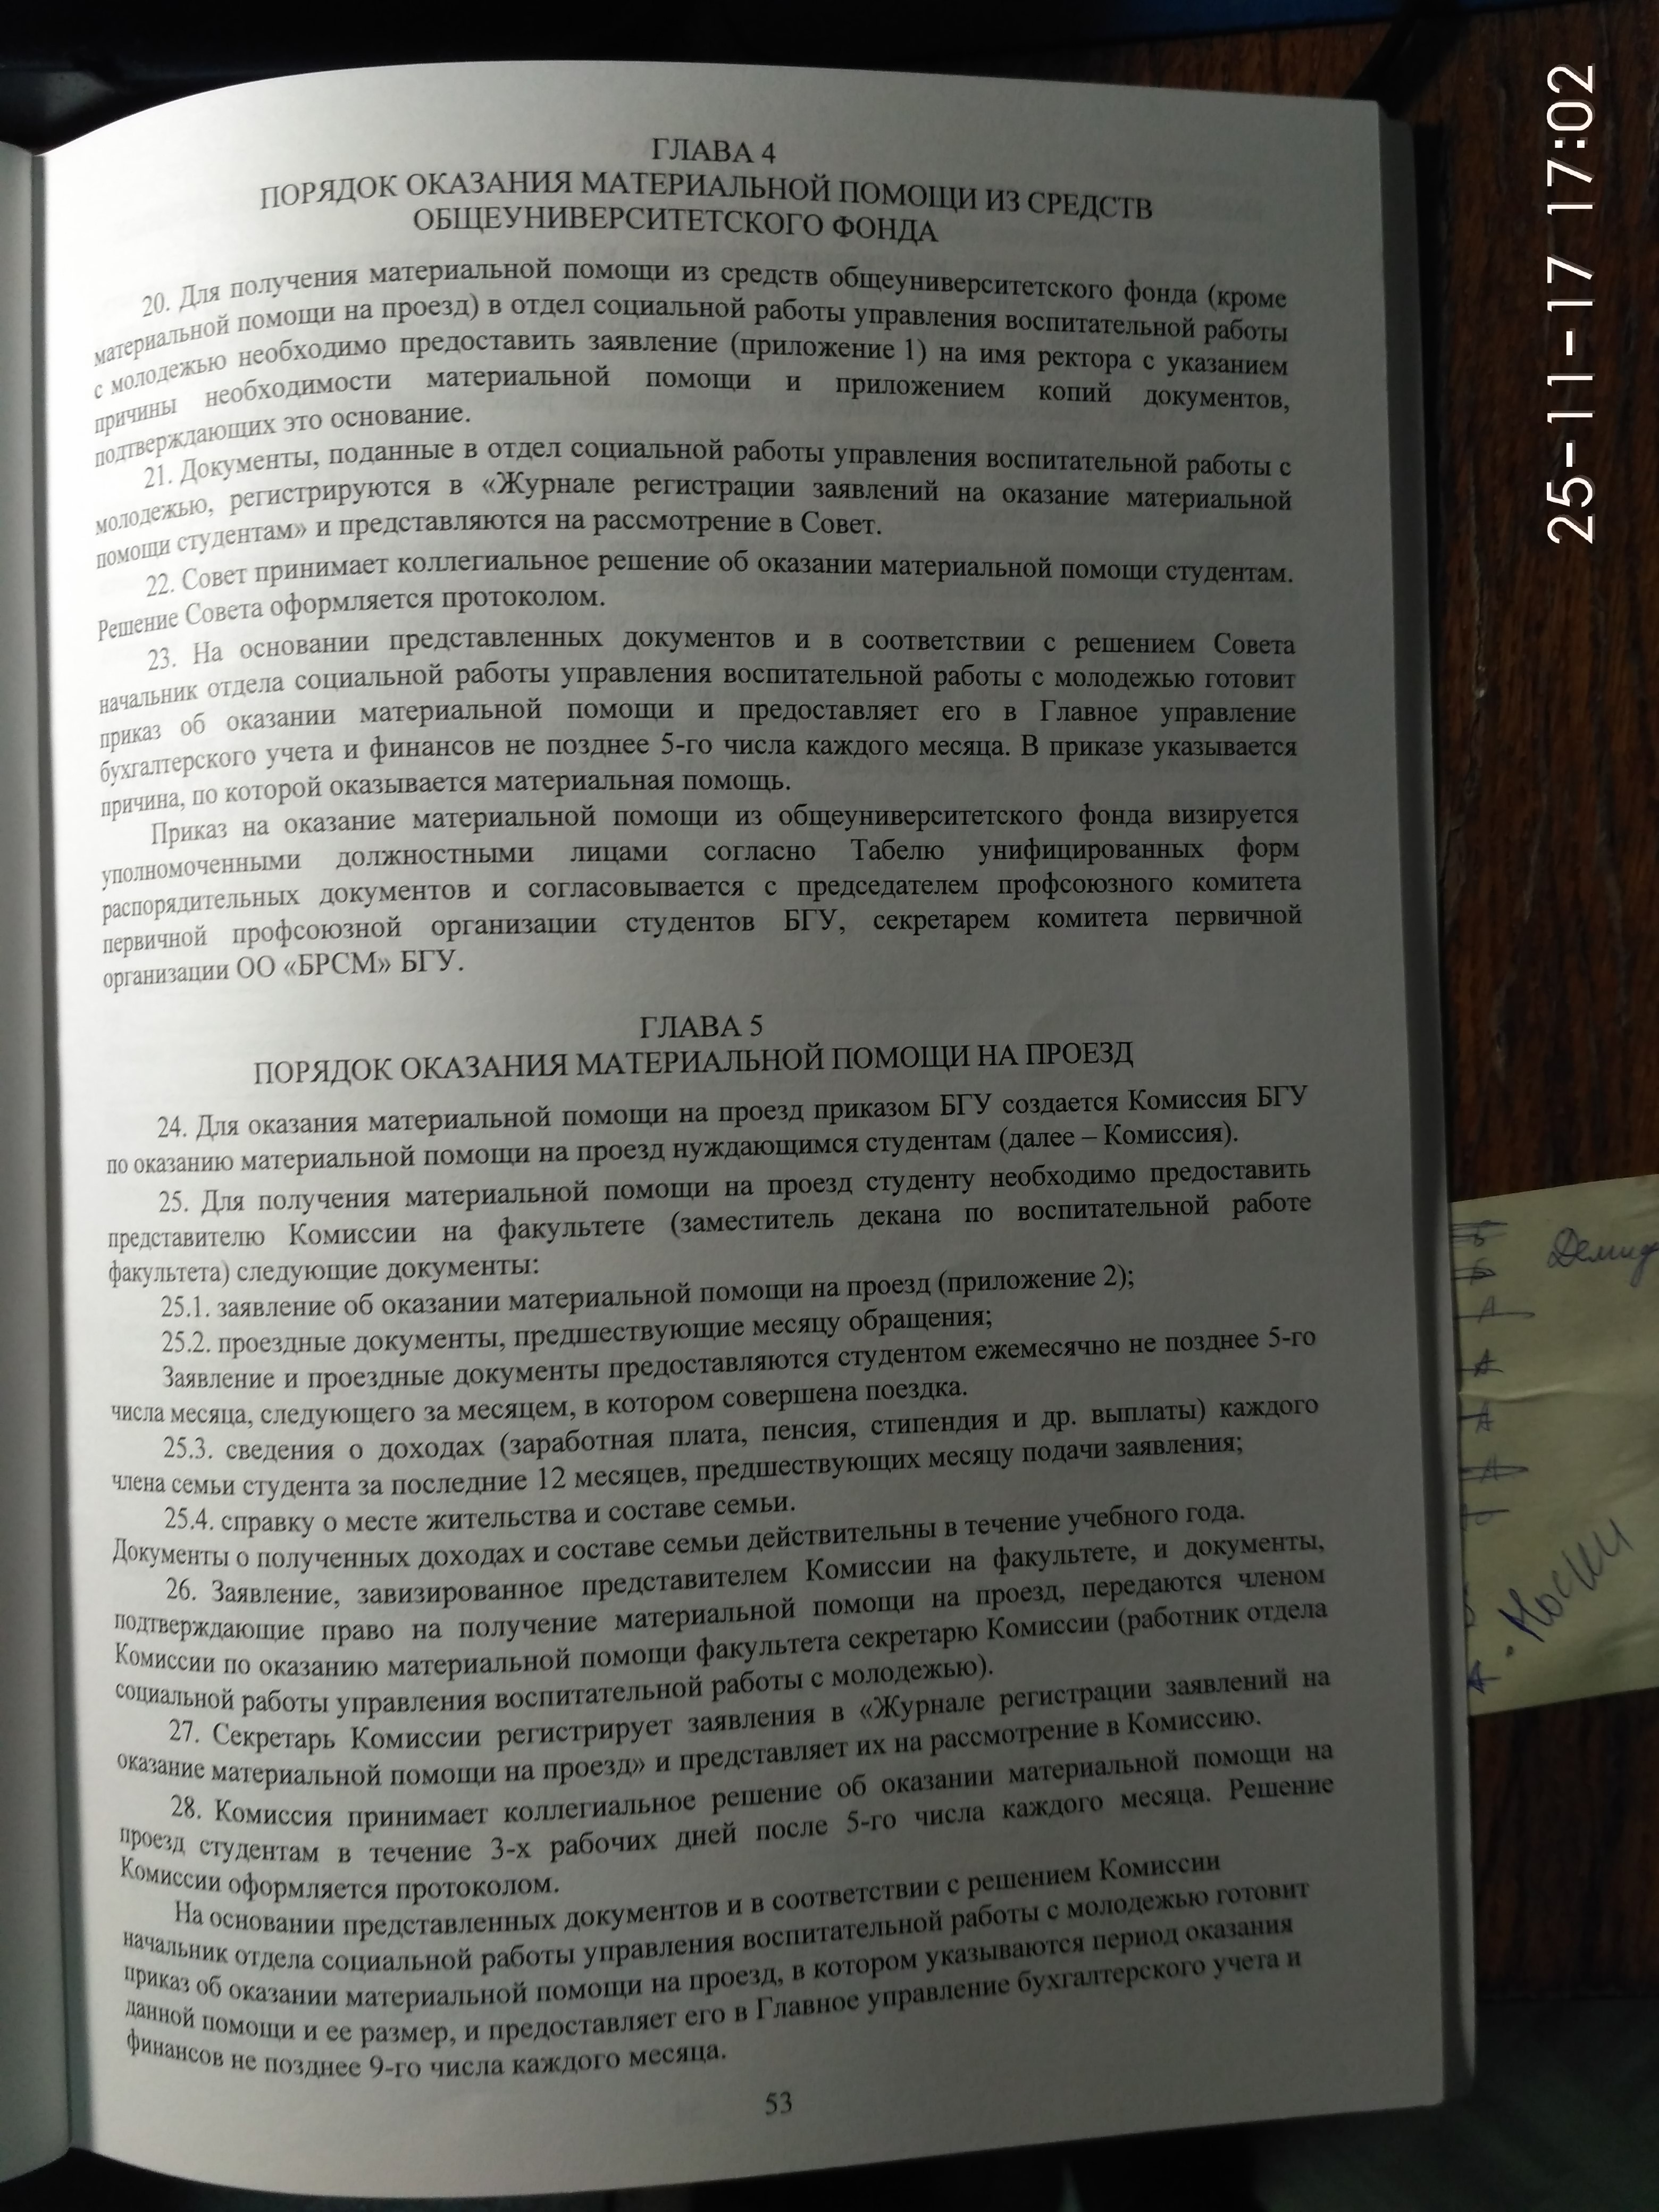 ГЛАВА 4
ПОРЯДОК ОКАЗАНИЯ МАТЕРИАЛЬНОЙ ПОМОЩИ ИЗ СРЕДСТВ
ОБЩЕУНИВЕРСИТЕТСКОГО ФОНДА
20. Для получения материальной помощи из средств общеуниверситетского фонда (кроме
материальной помощи на проезд) в отдел социальной работы управления воспитательной работы
с молодежью необходимо предоставить заявление (приложение 1) на имя ректора с указанием
причины необходимости материальной помощи и приложением копий документов,
подтверждающих это основание.
21. Документы, поданные в отдел социальной работы управления воспитательной работы с
молодежью, регистрируются в «Журнале регистрации заявлений на оказание материальной
помощи студентам» и представляются на рассмотрение в Совет.
22. Совет принимает коллегиальное решение об оказании материальной помощи студентам.
Решение Совета оформляется протоколом.
23. На основании представленных документов и в соответствии с решением Совета
начальник отдела социальной работы управления воспитательной работы с молодежью готовит
приказ об оказании материальной помощи и предоставляет его в Главное управление
бухгалтерского учета и финансов не позднее 5-го числа каждого месяца. В приказе указывается
причина, по которой оказывается материальная помощь.
Приказ на оказание материальной помощи из общеуниверситетского фонда визируется
уполномоченными должностными лицами согласно Табелю унифицированных форм
распорядительных документов и согласовывается с председателем профсоюзного комитета
первичной профсоюзной организации студентов БГУ, секретарем комитета первичной
организации ОО «БРСМ» БГУ.
ГЛАВА 5
ПОРЯДОК ОКАЗАНИЯ МАТЕРИАЛЬНОЙ ПОМОЩИ НА ПРОЕЗД
24. Для оказания материальной помощи на проезд приказом БГУ создается Комиссия БГУ
по оказанию материальной помощи на проезд нуждающимся студентам (далее – Комиссия).
25. Для получения материальной помощи на проезд студенту необходимо предоставить
представителю Комиссии на факультете (заместитель декана по воспитательной работе
факультета) следующие документы:
25.1. заявление об оказании материальной помощи на проезд (приложение 2);
25.2. проездные документы, предшествующие месяцу обращения;
Заявление и проездные документы предоставляются студентом ежемесячно не позднее 5-го
числа месяца, следующего за месяцем, в котором совершена поездка.
25.3. сведения о доходах (заработная плата, пенсия, стипендия и др. выплаты) каждого
члена семьи студента за последние 12 месяцев, предшествующих месяцу подачи заявления;
25.4. справку о месте жительства и составе семьи.
Документы о полученных доходах и составе семьи действительны в течение учебного года.
26. Заявление, завизированное представителем Комиссии на факультете, и документы,
подтверждающие право на получение материальной помощи на проезд, передаются членом
Комиссии по оказанию материальной помощи факультета секретарю Комиссии (работник отдела
социальной работы управления воспитательной работы с молодежью).
27. Секретарь Комиссии регистрирует заявления в «Журнале регистрации заявлений на
оказание материальной помощи на проезд» и представляет их на рассмотрение в Комиссию.
28. Комиссия принимает коллегиальное решение об оказании материальной помощи на
проезд студентам в течение 3-х рабочих дней после 5-го числа каждого месяца. Решение
Комиссии оформляется протоколом.
На основании представленных документов и в соответствии с решением Комиссии
начальник отдела социальной работы управления воспитательной работы с молодежью готовит
приказ об оказании материальной помощи на проезд, в котором указываются период оказания
данной помощи и ее размер, и предоставляет его в Главное управление бухгалтерского учета и
финансов не позднее 9-го числа каждого месяца.
53
25-11-17 17:02